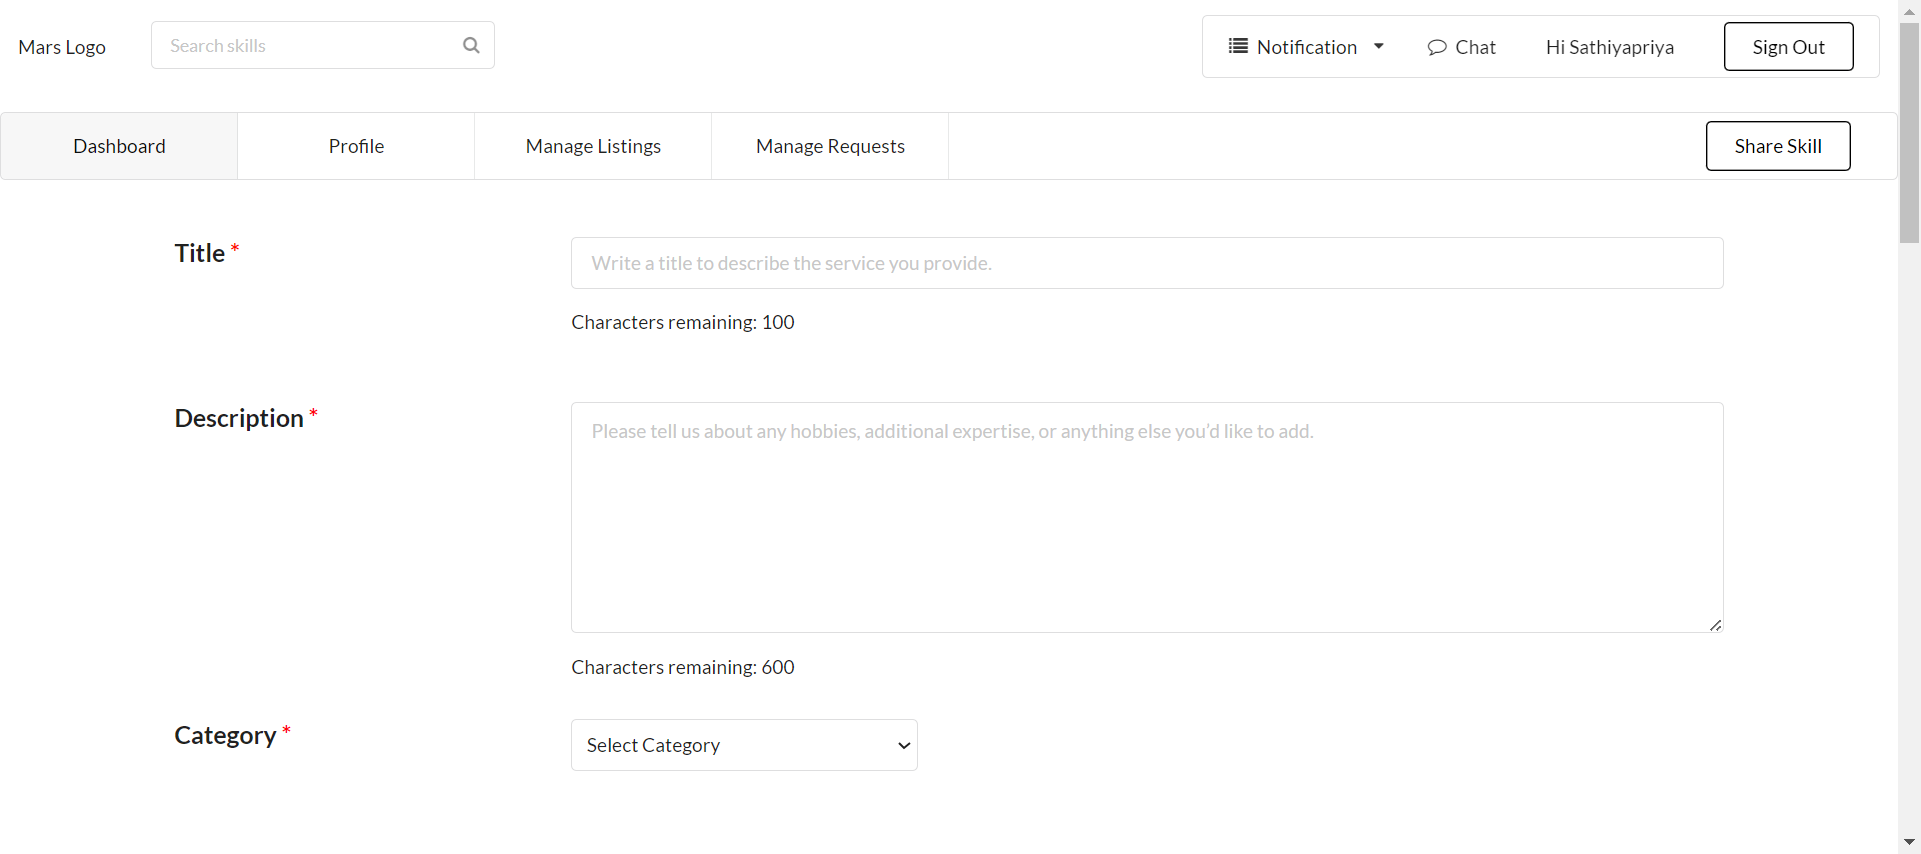 Mars Logo
Search skills
Notification
Chat
Hi Sathiyapriya
Sign Out
Dashboard
Profile
Manage Listings
Manage Requests
Share Skill
Title *
Write a title to describe the service you provide.
Characters remaining: 100
Description *
Please tell us about any hobbies, additional expertise, or anything else you’d like to add.
Characters remaining: 600
Category *
Select Category